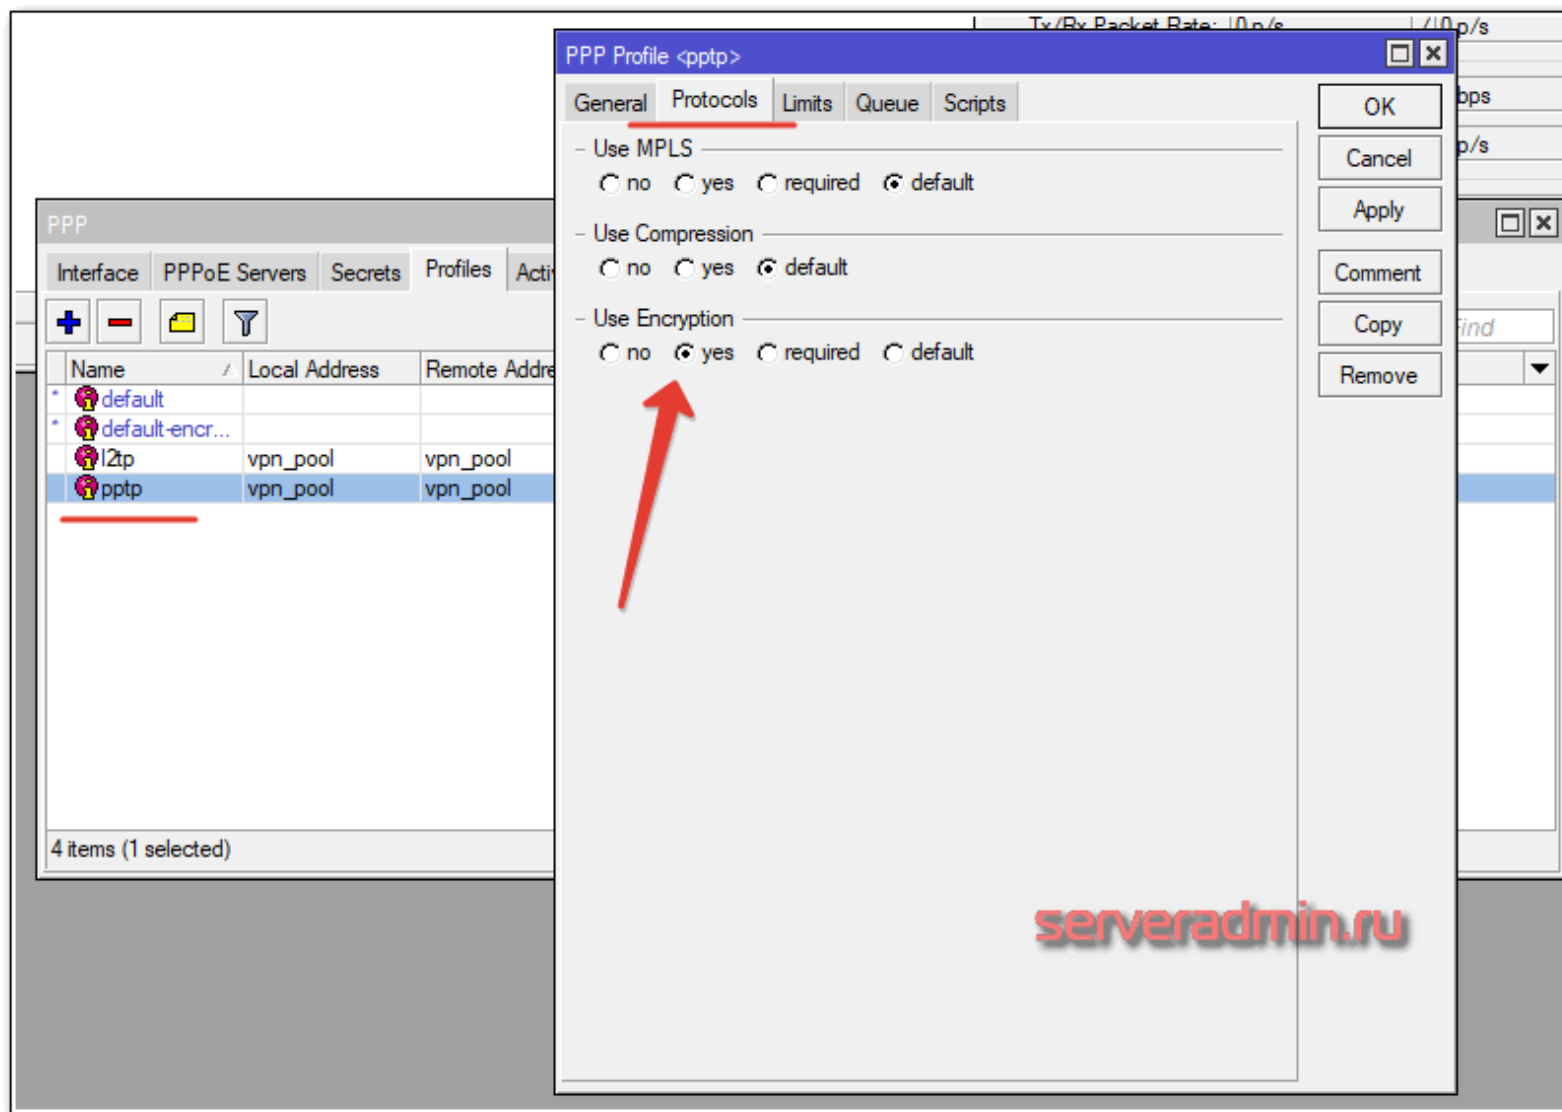 Tx/Rx Packet Rate: 0 p/s / 0 p/s
PPP Profile <pptp>
General Protocols Limits Queue Scripts
bps
p/s
Use MPLS
no yes required default
Use Compression
no yes default
Use Encryption
no yes required default
OK
Cancel
Apply
Comment
Copy
Remove
PPP
Interface PPPoE Servers Secrets Profiles Activ
Find
Name Local Address Remote Addre
* default
* default-encr...
l2tp vpn_pool vpn_pool
pptp vpn_pool vpn_pool
4 items (1 selected)
serveradmin.ru